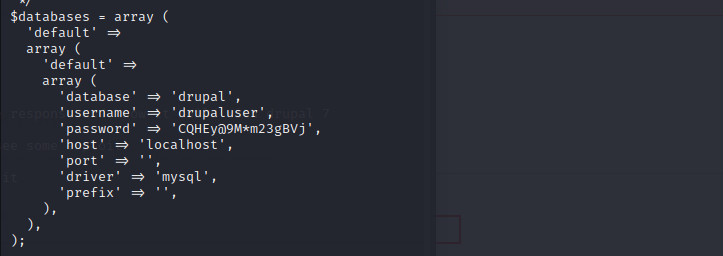 */
$databases = array (
'default' =>
array (
'default' =>
array (
'database' => 'drupal',
'username' => 'drupaluser',
'password' => 'CQHEy@9M*m23gBVj',
'host' => 'localhost',
'port' => '',
'driver' => 'mysql',
'prefix' => '',
),
),
);